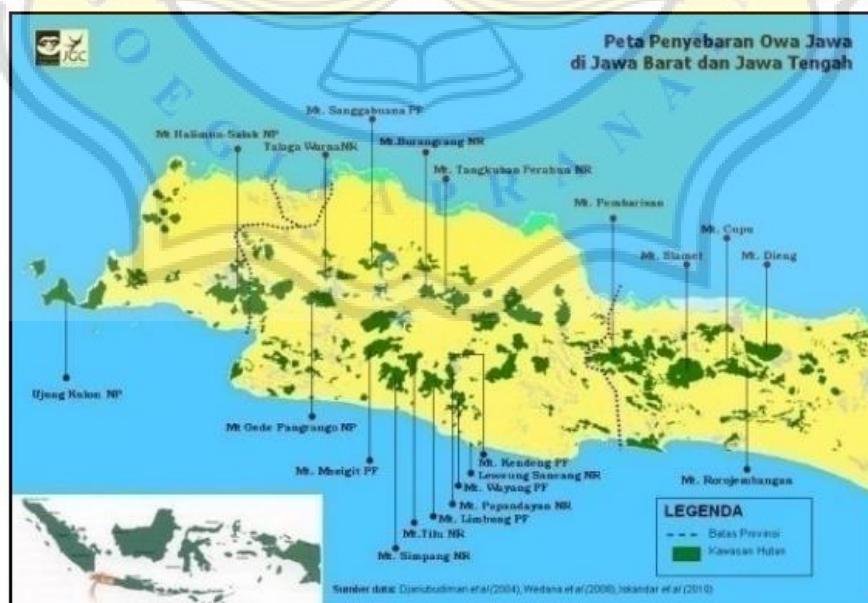 Peta Penyebaran Owa Jawa
di Jawa Barat dan Jawa Tengah
JGC
Mt. Sanggabuana PF
Mt Halimun-Salak NP
Talaga Warna NR
Mt. Burangrang NR
Mt. Tangkuban Perahu NR
Mt. Pembarisan
Mt. Cupu
Mt. Slamet
Mt. Dieng
Ujung Kulon NP
Mt Gede Pangrango NP
Mt. Kendeng PF
Mt. Masigit PF
Leweung Sancang NR
Mt. Wayang PF
Mt. Rorojembangan
Mt. Papandayan NR
Mt. Limbung PF
Mt. Tilu NR
Mt. Simpang NR
LEGENDA
Batas Provinsi
Kawasan Hutan
Sumber data: Djanubudiman et al (2004), Wedana et al (2008), Iskandar et al (2010)